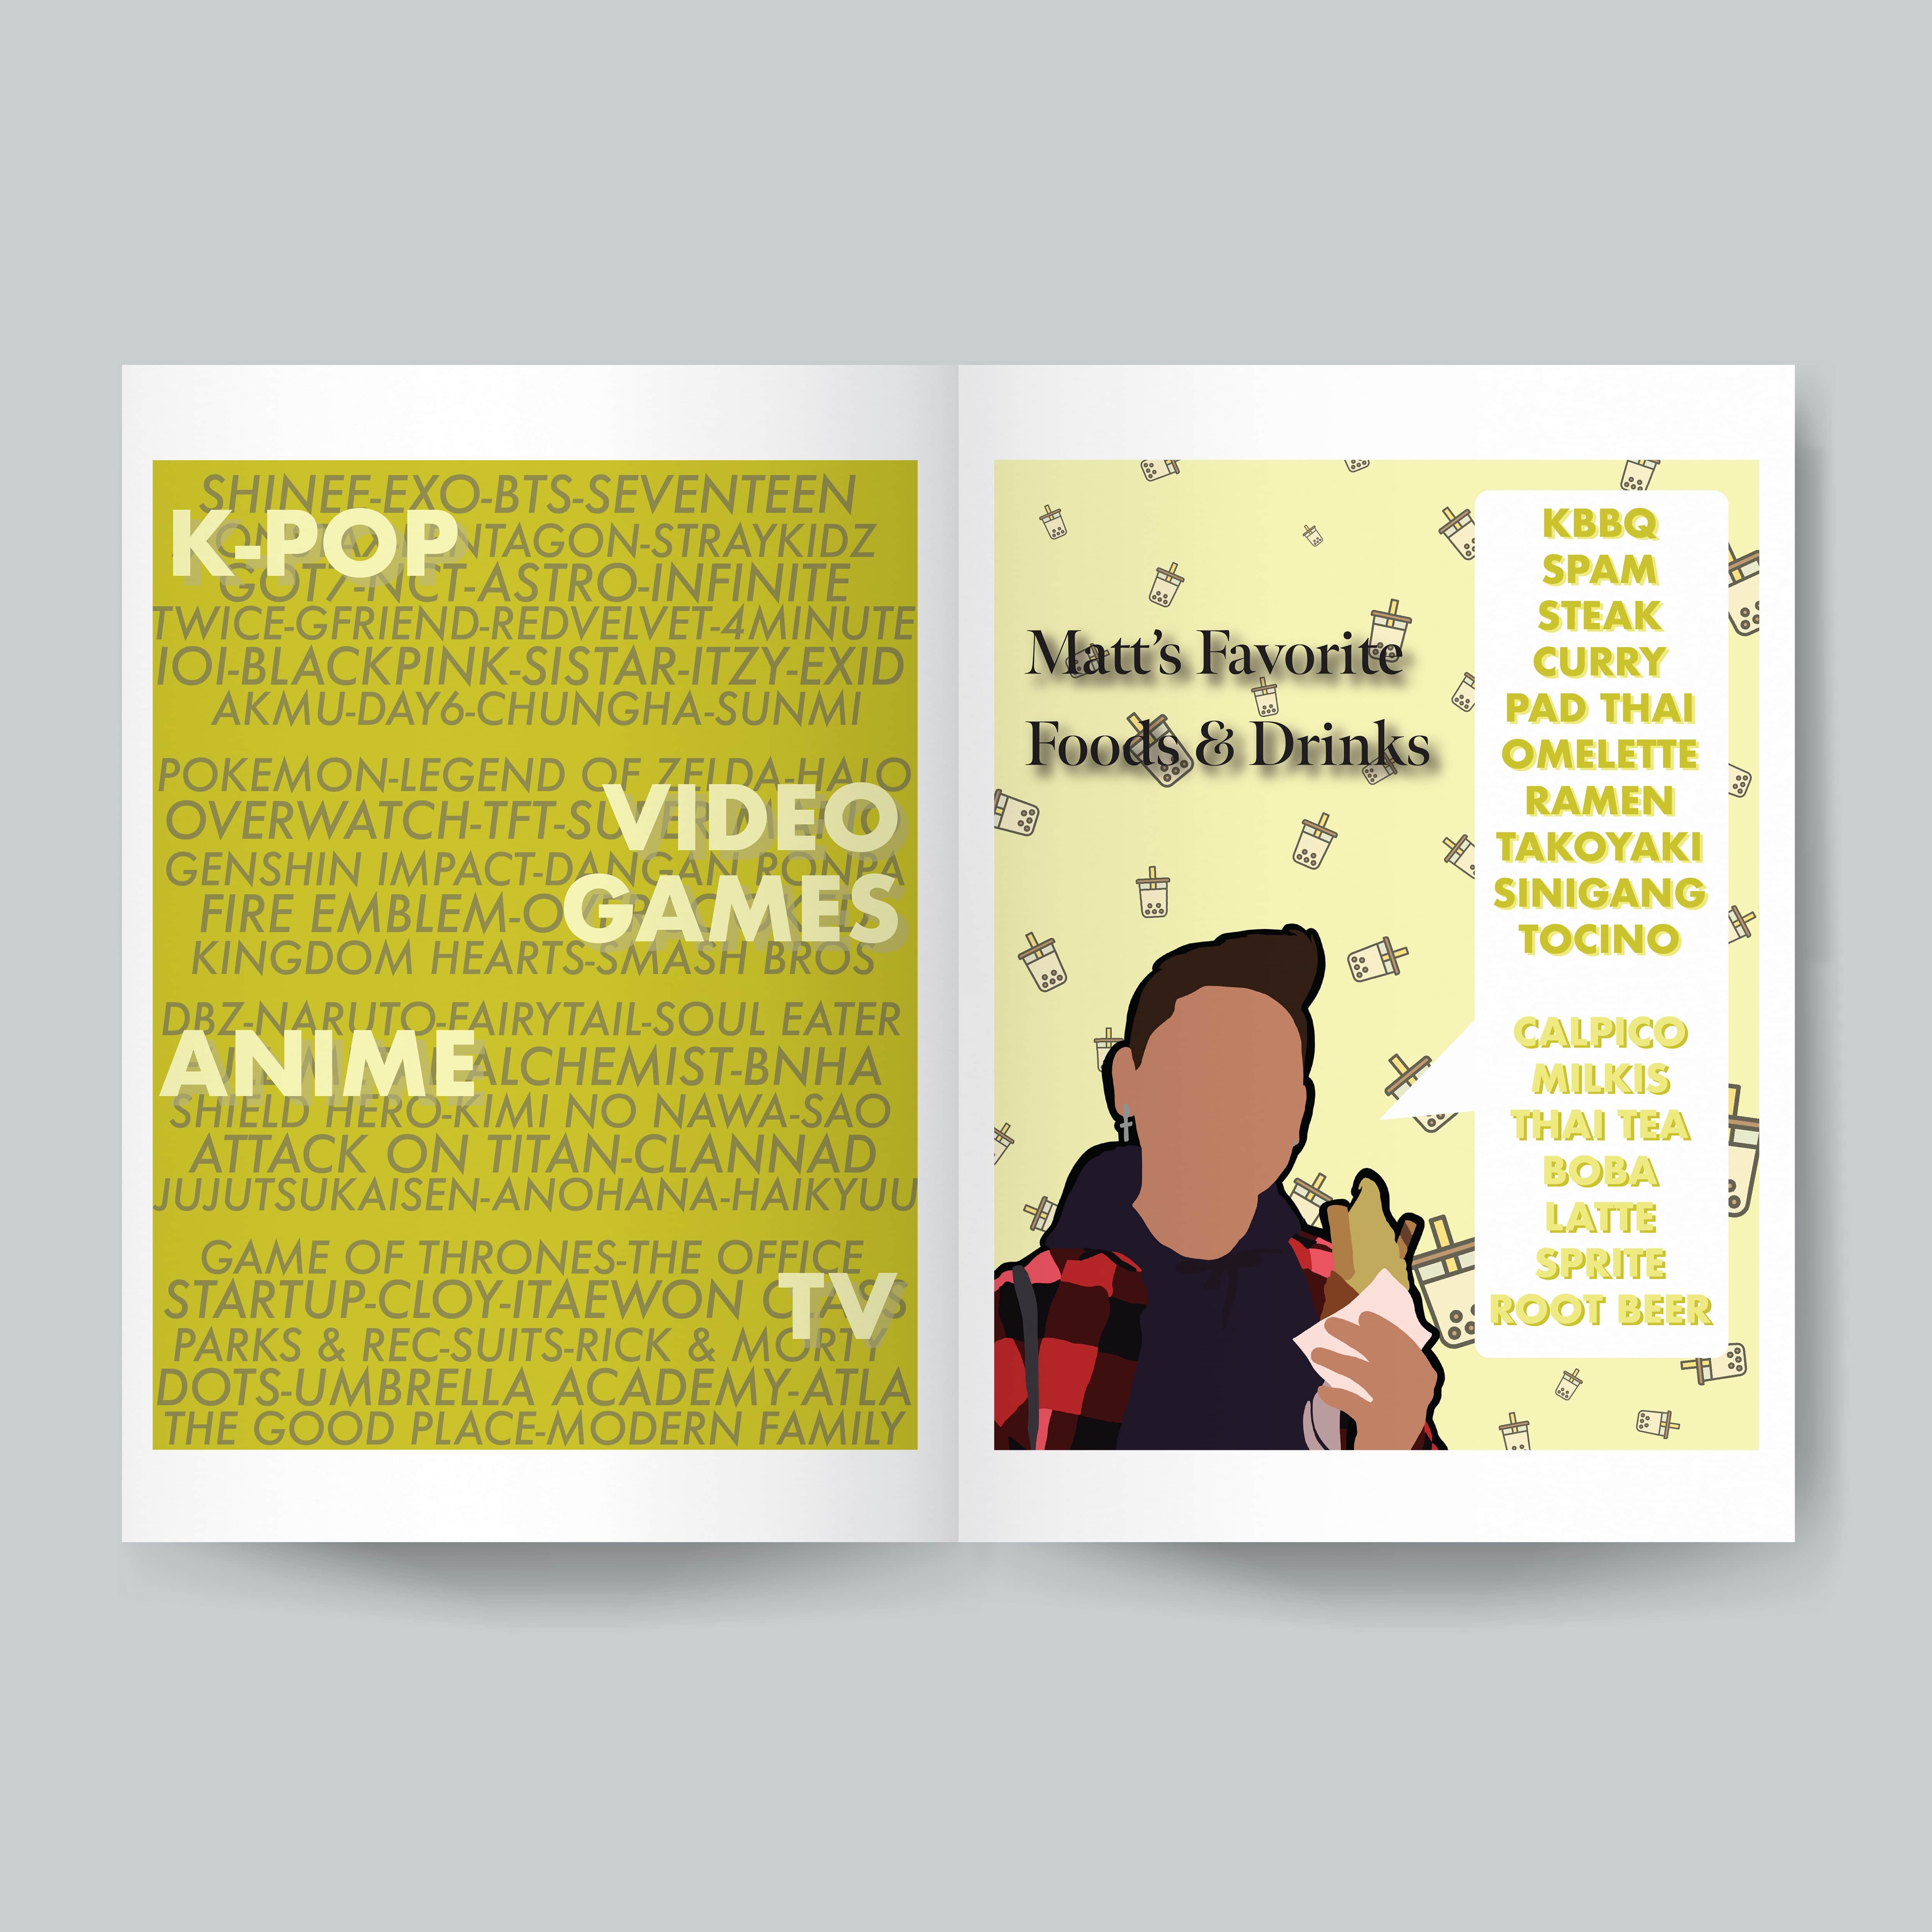 SHINEE-EXO-BTS-SEVENTEEN
K-POP
NTAGON-STRAYKIDZ
GOT7-NCT-ASTRO-INFINITE
TWICE-GFRIEND-REDVELVET-4MINUTE
IOI-BLACKPINK-SISTAR-ITZY-EXID
AKMU-DAY6-CHUNGHA-SUNMI
POKEMON-LEGEND OF ZELDA-HALO
VIDEO
OVERWATCH-TFT-SU
GENSHIN IMPACT-DANGAN RONPA
GAMES
FIRE EMBLEM-O
KINGDOM HEARTS-SMASH BROS
DBZ-NARUTO-FAIRYTAIL-SOUL EATER
ANIME
ALCHEMIST-BNHA
SHIELD HERO-KIMI NO NAWA-SAO
ATTACK ON TITAN-CLANNAD
JUJUTSUKAISEN-ANOHANA-HAIKYUU
GAME OF THRONES-THE OFFICE
TV
STARTUP-CLOY-ITAEWON CLASS
PARKS & REC-SUITS-RICK & MORTY
DOTS-UMBRELLA ACADEMY-ATLA
THE GOOD PLACE-MODERN FAMILY
Matt's Favorite
Foods & Drinks
KBBQ
SPAM
STEAK
CURRY
PAD THAI
OMELETTE
RAMEN
TAKOYAKI
SINIGANG
TOCINO
CALPICO
MILKIS
THAI TEA
BOBA
LATTE
SPRITE
ROOT BEER